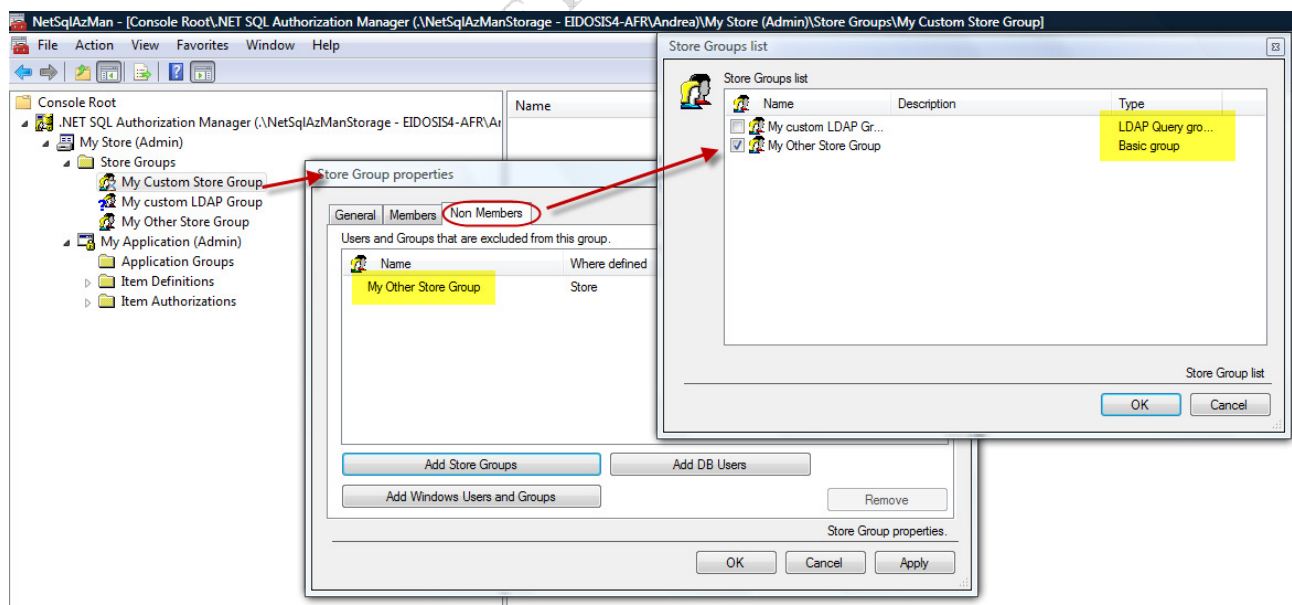 NetSqlAzMan - [Console Root\.NET SQL Authorization Manager (.\NetSqlAzManStorage - EIDOSIS4-AFR\Andrea)\My Store (Admin)\Store Groups\My Custom Store Group]
File Action View Favorites Window Help
Console Root
.NET SQL Authorization Manager (.\NetSqlAzManStorage - EIDOSIS4-AFR\Ar
My Store (Admin)
Store Groups
My Custom Store Group
My custom LDAP Group
My Other Store Group
My Application (Admin)
Application Groups
Item Definitions
Item Authorizations
Name
Store Group properties
General Members Non Members
Users and Groups that are excluded from this group.
Name Where defined
My Other Store Group Store
Add Store Groups Add DB Users
Add Windows Users and Groups Remove
Store Group properties.
OK Cancel Apply
Store Groups list
Store Groups list
Name Description Type
My custom LDAP Gr... LDAP Query gro...
My Other Store Group Basic group
Store Group list
OK Cancel